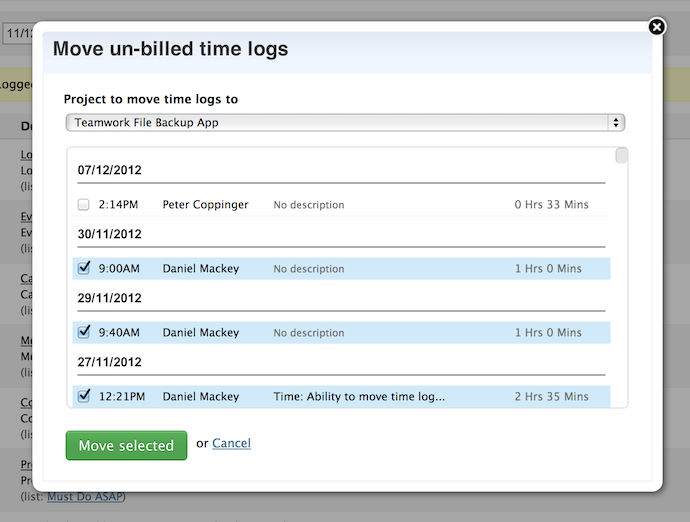 11/12
Move un-billed time logs
Logged
Project to move time logs to
Teamwork File Backup App
07/12/2012
2:14PM Peter Coppinger No description 0 Hrs 33 Mins
30/11/2012
9:00AM Daniel Mackey No description 1 Hrs 0 Mins
29/11/2012
9:40AM Daniel Mackey No description 1 Hrs 0 Mins
27/11/2012
12:21PM Daniel Mackey Time: Ability to move time log... 2 Hrs 35 Mins
Move selected or Cancel
(list: Must Do ASAP)